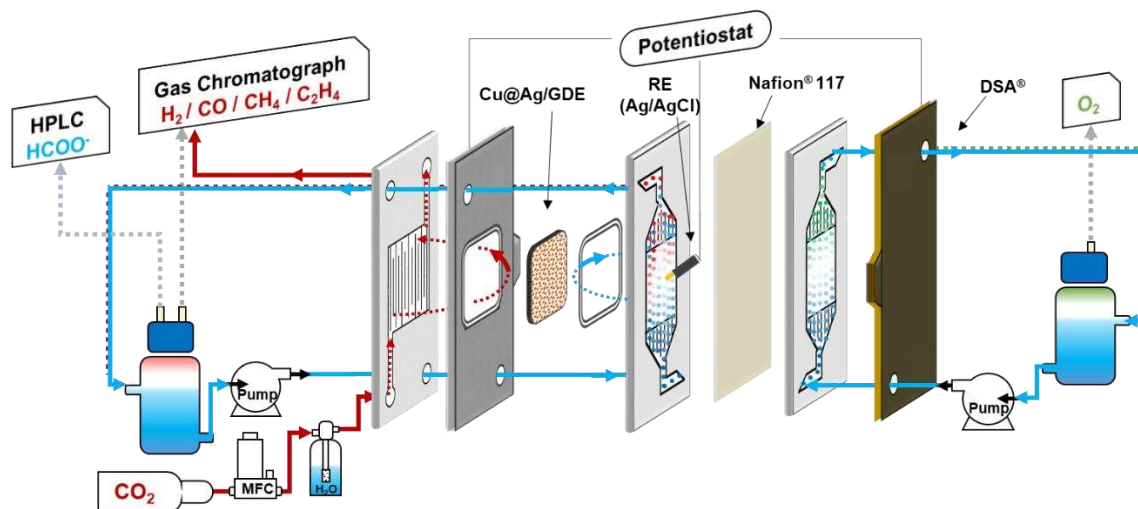 Potentiostat
Gas Chromatograph
H₂ / CO / CH₄ / C₂H₄
HPLC
HCOO⁻
Cu@Ag/GDE
RE
(Ag/AgCl)
Nafion® 117
DSA®
O₂
Pump
Pump
CO₂
MFC
H₂O